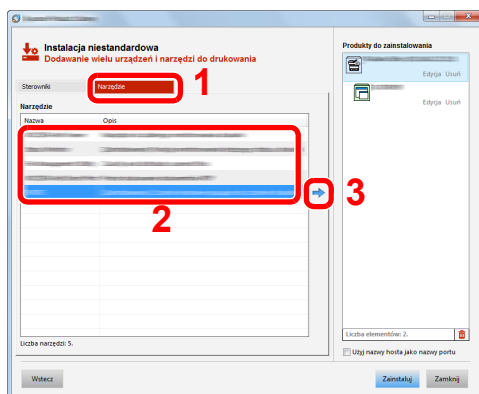 Instalacja niestandardowa
Dodawanie wielu urządzeń i narzędzi do drukowania
Sterowniki
Narzędzie
1
Narzędzie
Nazwa
Opis
2
3
Liczba narzędzi: 5.
Produkty do zainstalowania
Edycja Usuń
Edycja Usuń
Liczba elementów: 2.
Użyj nazwy hosta jako nazwy portu
Wstecz
Zainstaluj
Zamknij